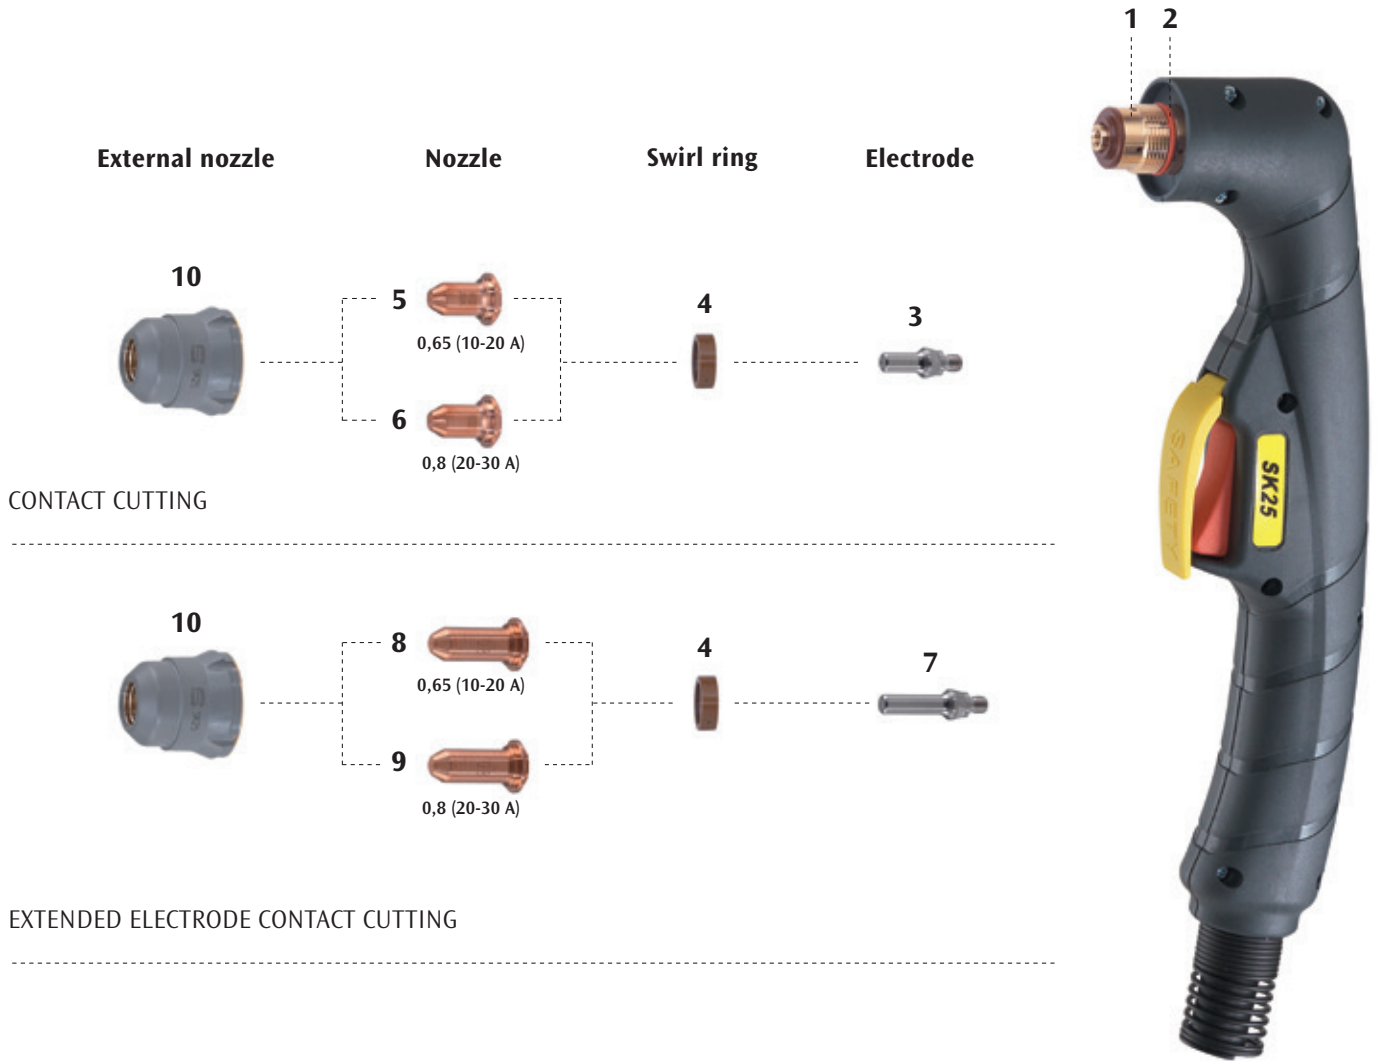 1 2
External nozzle Nozzle Swirl ring Electrode
10
5
0,65 (10-20 A)
4
3
6
0,8 (20-30 A)
CONTACT CUTTING
SAFETY
SK25
10
8
0,65 (10-20 A)
4
7
9
0,8 (20-30 A)
EXTENDED ELECTRODE CONTACT CUTTING